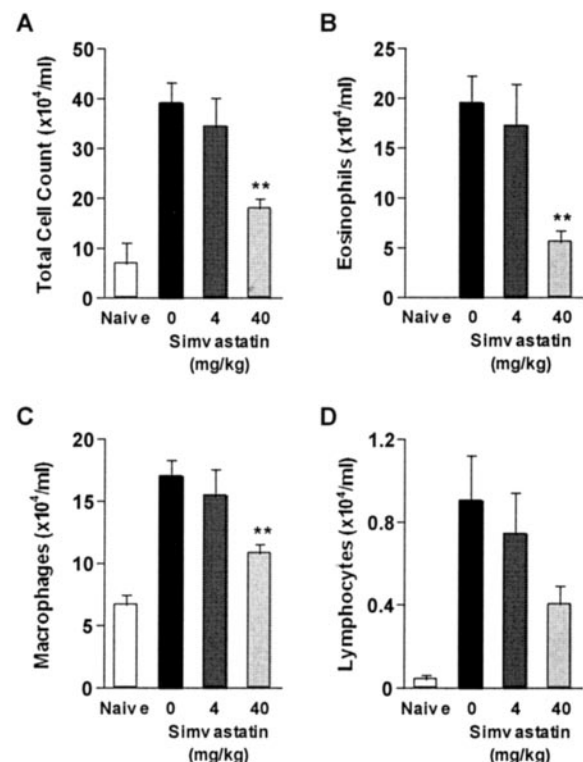 A
Total Cell Count (x10⁴/ml)
50
40
30
20
10
0
**
Naive 0 4 40
Simvastatin
(mg/kg)
B
Eosinophils (x10⁴/ml)
25
20
15
10
5
0
**
Naive 0 4 40
Simvastatin
(mg/kg)
C
Macrophages (x10⁴/ml)
20
15
10
5
0
**
Naive 0 4 40
Simvastatin
(mg/kg)
D
Lymphocytes (x10⁴/ml)
1.2
0.8
0.4
0
Naive 0 4 40
Simvastatin
(mg/kg)